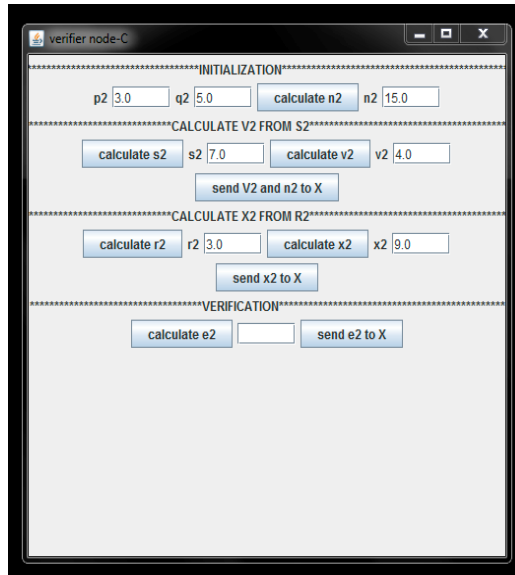 verifier node-C
***********************************INITIALIZATION**********************************************
p2 3.0 q2 5.0 calculate n2 n2 15.0
*****************************CALCULATE V2 FROM S2****************************************
calculate s2 s2 7.0 calculate v2 v2 4.0
send V2 and n2 to X
*****************************CALCULATE X2 FROM R2****************************************
calculate r2 r2 3.0 calculate x2 x2 9.0
send x2 to X
***********************************VERIFICATION**********************************************
calculate e2 send e2 to X